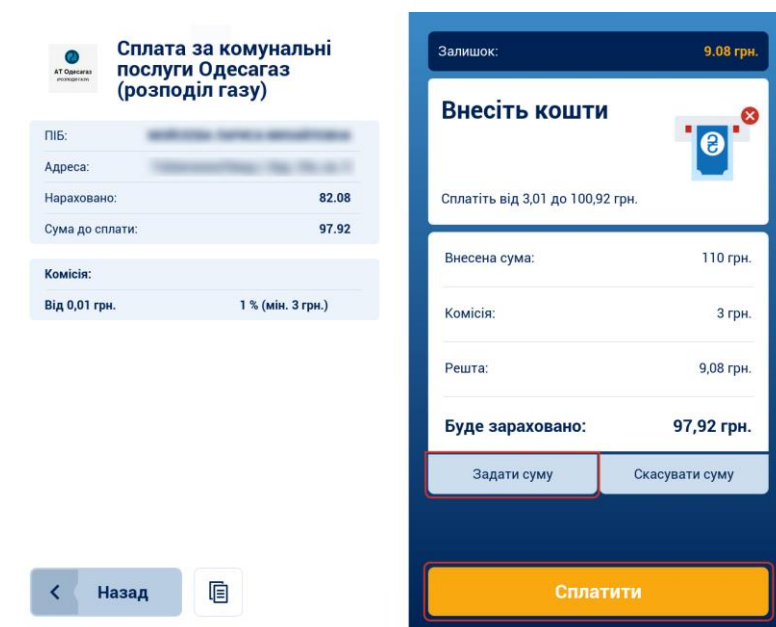 Сплата за комунальні
послуги Одесагаз
(розподіл газу)
АТ Одесагаз
ПІБ:
Адреса:
Нараховано: 82.08
Сума до сплати: 97.92
Комісія:
Від 0,01 грн. 1 % (мін. 3 грн.)
Назад
Залишок: 9.08 грн.
Внесіть кошти
₴
Сплатіть від 3,01 до 100,92 грн.
Внесена сума: 110 грн.
Комісія: 3 грн.
Решта: 9,08 грн.
Буде зараховано: 97,92 грн.
Задати суму Скасувати суму
Сплатити